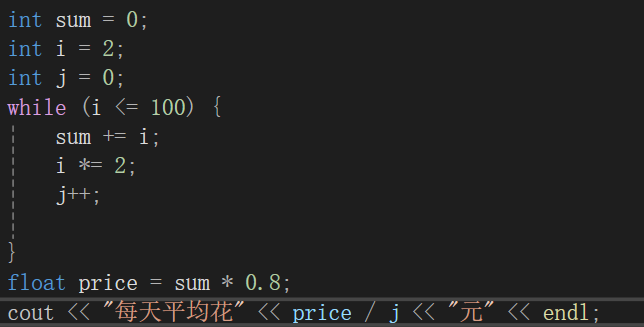 int sum = 0;
int i = 2;
int j = 0;
while (i <= 100) {
    sum += i;
    i *= 2;
    j++;
}
float price = sum * 0.8;
cout << "每天平均花" << price / j << "元" << endl;